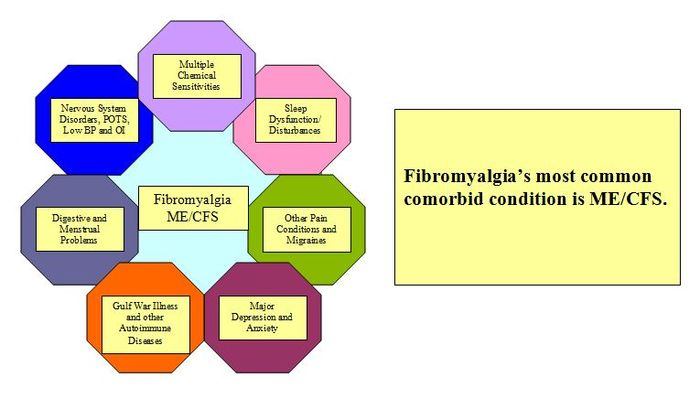 Multiple
Chemical
Sensitivities
Nervous System
Disorders, POTS,
Low BP and OI
Sleep
Dysfunction/
Disturbances
Fibromyalgia
ME/CFS
Digestive and
Menstrual
Problems
Other Pain
Conditions and
Migraines
Gulf War Illness
and other
Autoimmune
Diseases
Major
Depression and
Anxiety
Fibromyalgia’s most common
comorbid condition is ME/CFS.